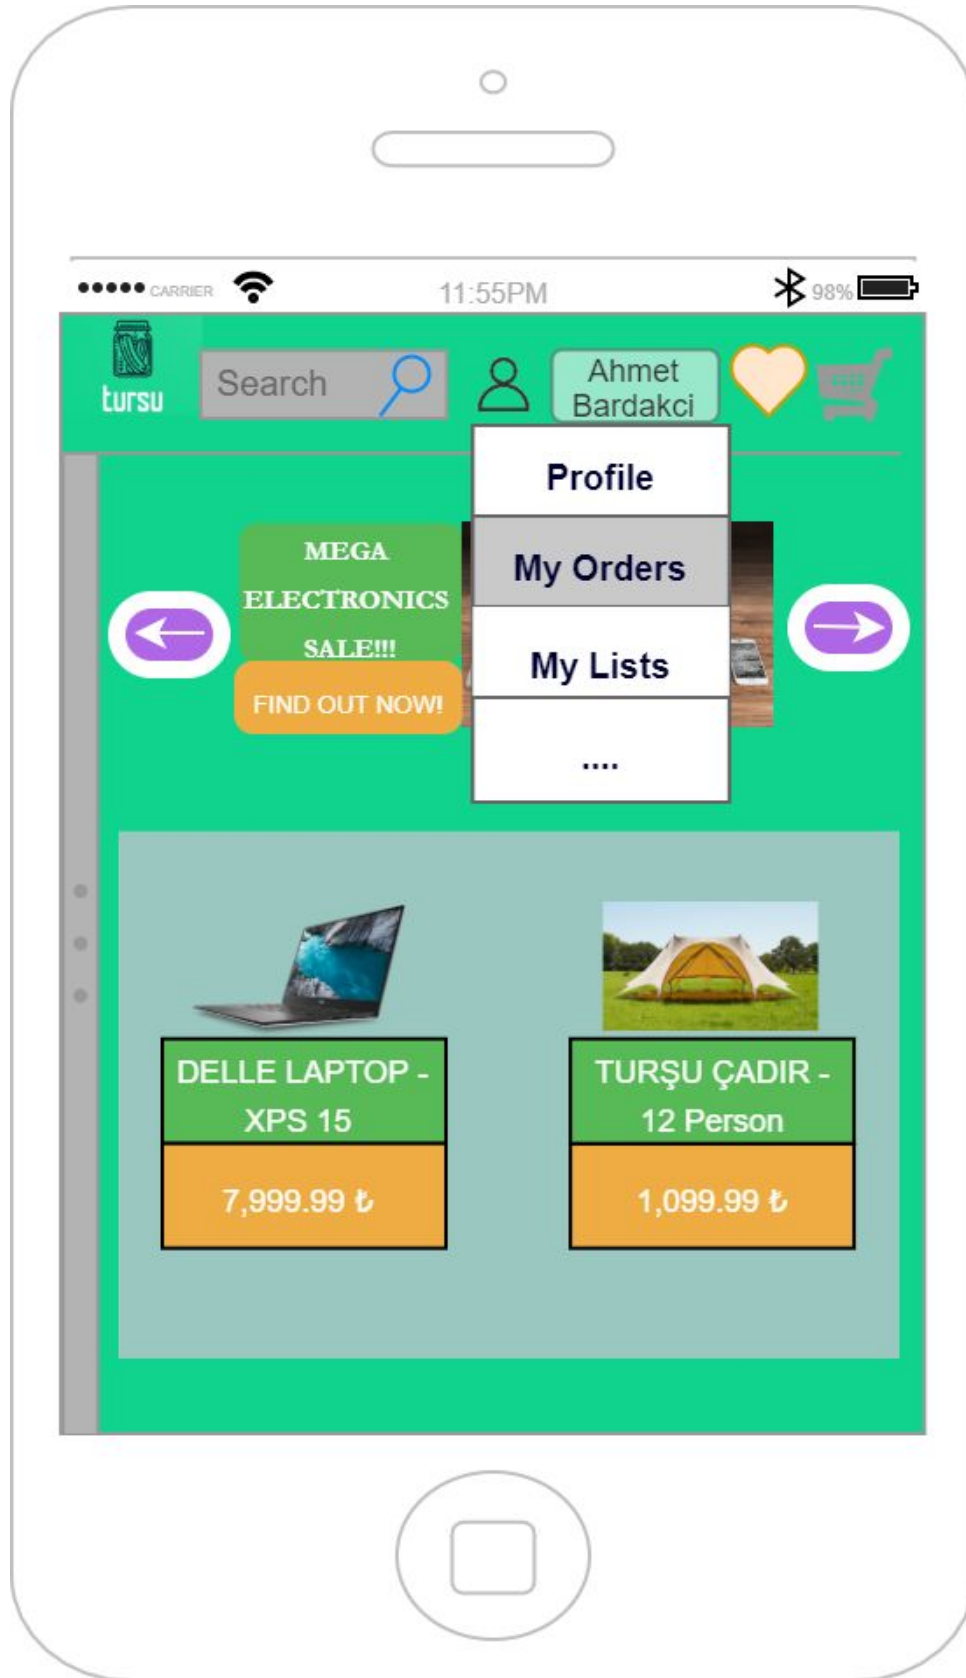 CARRIER
11:55PM
98%
tursu
Search
Ahmet
Bardakci
Profile
My Orders
My Lists
....
MEGA
ELECTRONICS
SALE!!!
FIND OUT NOW!
DELLE LAPTOP -
XPS 15
7,999.99 ₺
TURŞU ÇADIR -
12 Person
1,099.99 ₺